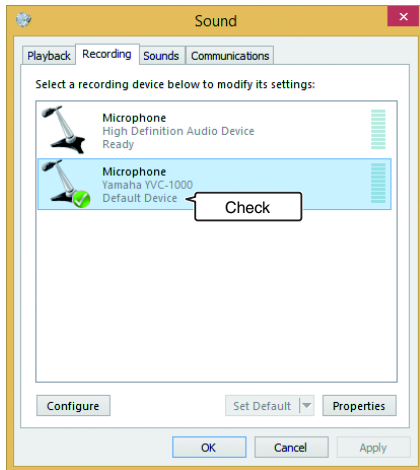 Sound
Playback Recording Sounds Communications
Select a recording device below to modify its settings:
Microphone
High Definition Audio Device
Ready
Microphone
Yamaha YVC-1000
Default Device
Check
Configure Set Default Properties
OK Cancel Apply